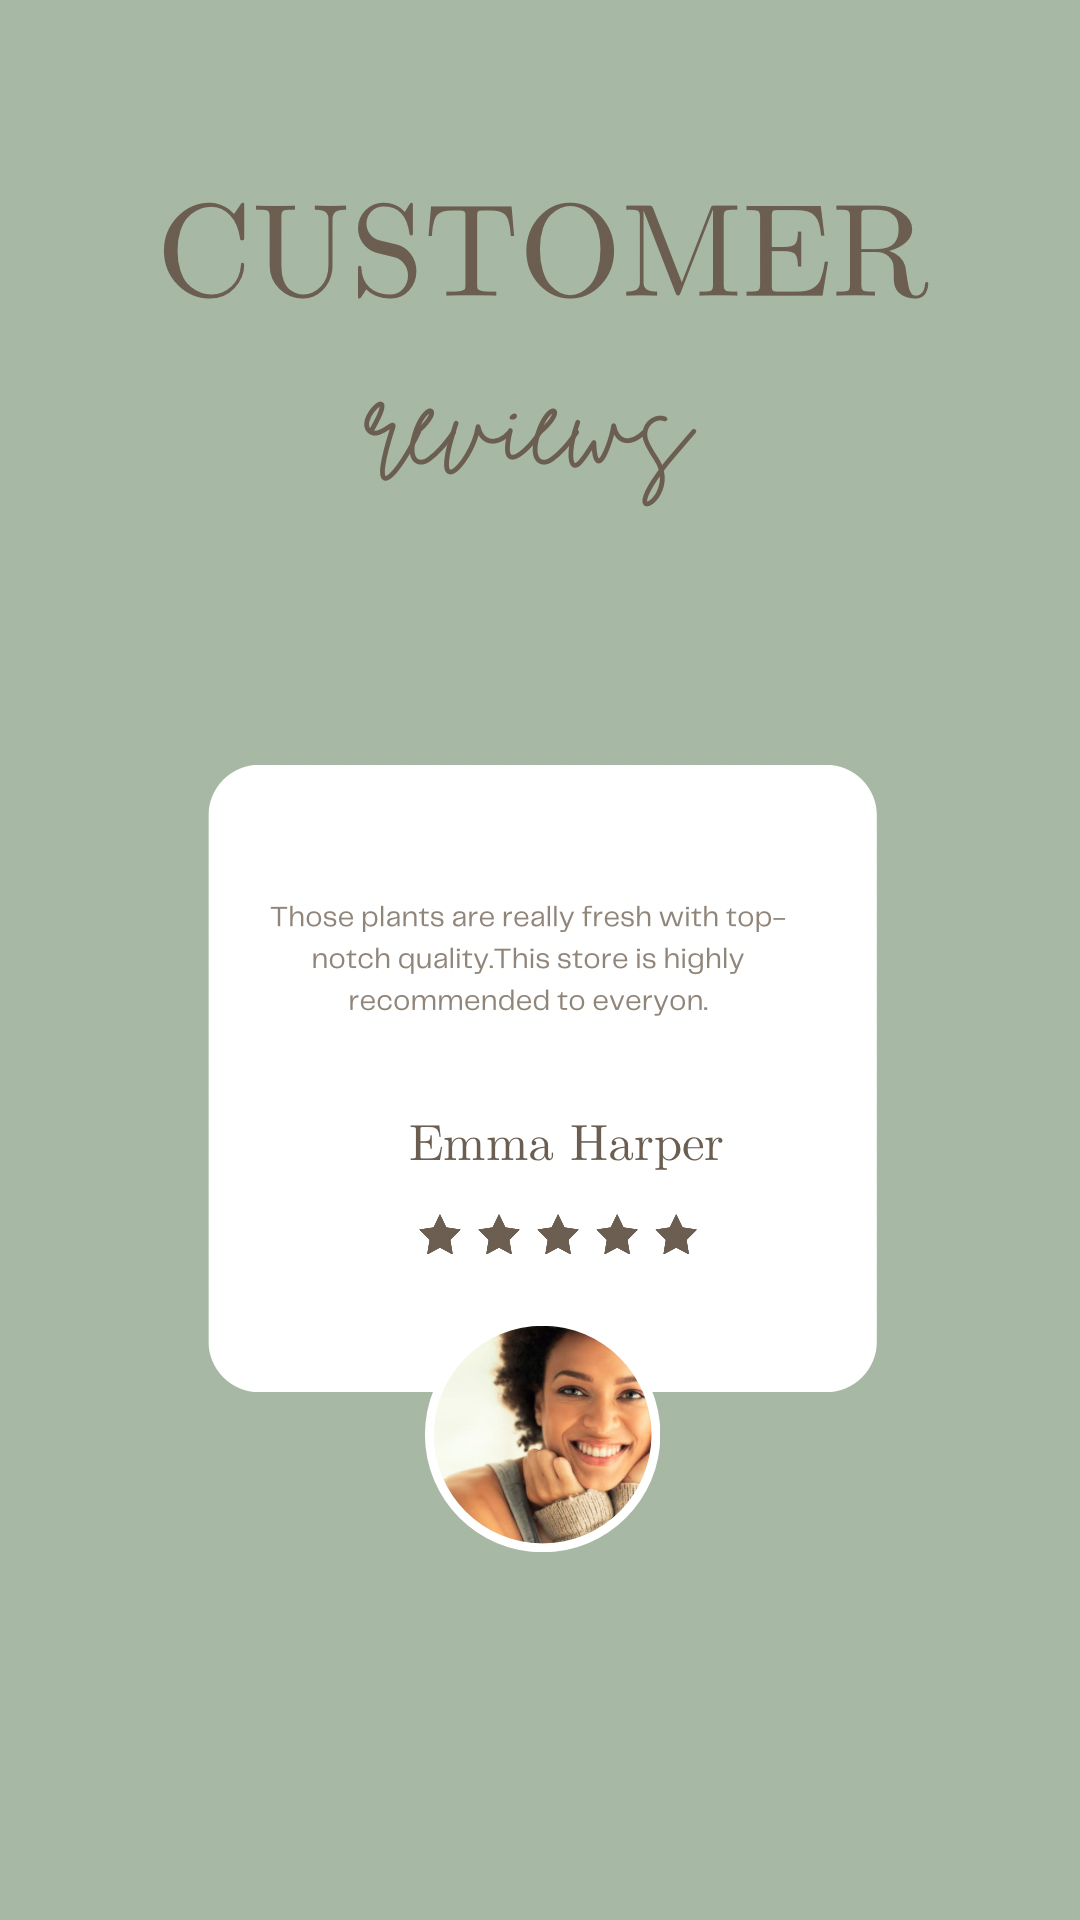 CUSTOMER
reviews
Those plants are really fresh with top-
notch quality.This store is highly
recommended to everyon.
Emma Harper